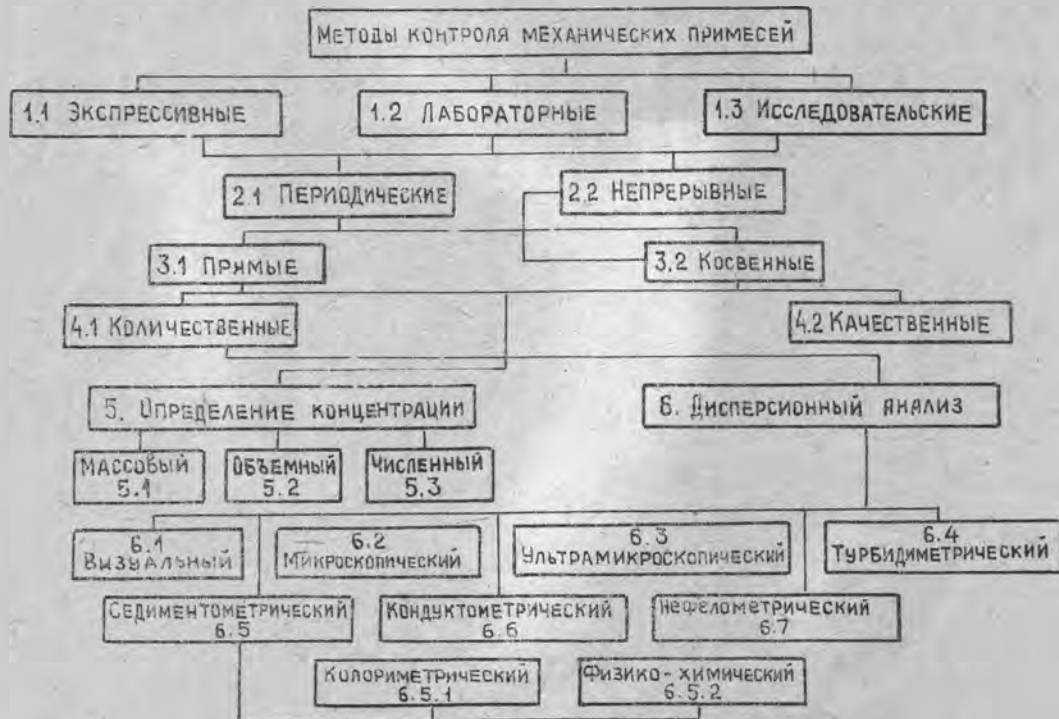 Методы контроля механических примесей
1.1 Экспрессивные
1.2 Лабораторные
1.3 Исследовательские
2.1 Периодические
2.2 Непрерывные
3.1 Прямые
3.2 Косвенные
4.1 Количественные
4.2 Качественные
5. Определение концентрации
6. Дисперсионный анализ
Массовый
5.1
Объемный
5.2
Численный
5.3
6.1
Визуальный
6.2
Микроскопический
6.3
Ультрамикроскопический
6.4
Турбидиметрический
Седиментометрический
6.5
Кондуктометрический
6.6
Нефелометрический
6.7
Колориметрический
6.5.1
Физико-химический
6.5.2